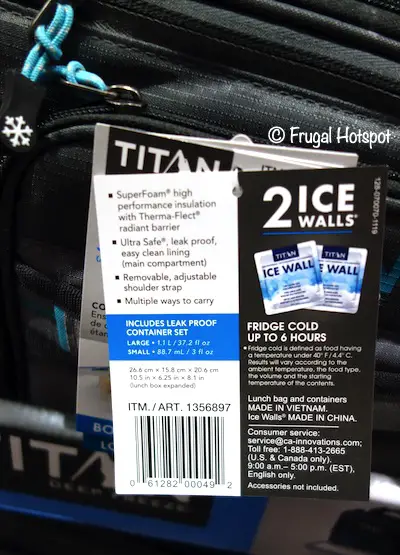 © Frugal Hotspot
TITAN
SuperFoam® high
performance insulation
with Therma-Flect®
radiant barrier
Ultra Safe®, leak proof,
easy clean lining
(main compartment)
Removable, adjustable
shoulder strap
Multiple ways to carry
INCLUDES LEAK PROOF
CONTAINER SET
LARGE • 1.1 L / 37.2 fl oz
SMALL • 88.7 mL / 3 fl oz
26.6 cm x 15.8 cm x 20.6 cm
10.5 in x 6.25 in x 8.1 in
(lunch box expanded)
ITM. / ART. 1356897
0 61282 00049 2
2 ICE
WALLS®
128-070070-1119
TITAN
ICE WALL
TITAN
WALL
FRIDGE COLD
UP TO 6 HOURS
• Fridge cold is defined as food having
a temperature under 40° F / 4.4° C.
Results will vary according to the
ambient temperature, the food type,
the volume and the starting
temperature of the contents.
Lunch bag and containers
MADE IN VIETNAM.
Ice Walls® MADE IN CHINA.
Consumer service:
service@ca-innovations.com;
Toll free: 1-888-413-2665
(U.S. & Canada only).
9:00 a.m.– 5:00 p.m. (EST),
English only.
Accessories not included.
TITAN
DEEP FREEZE